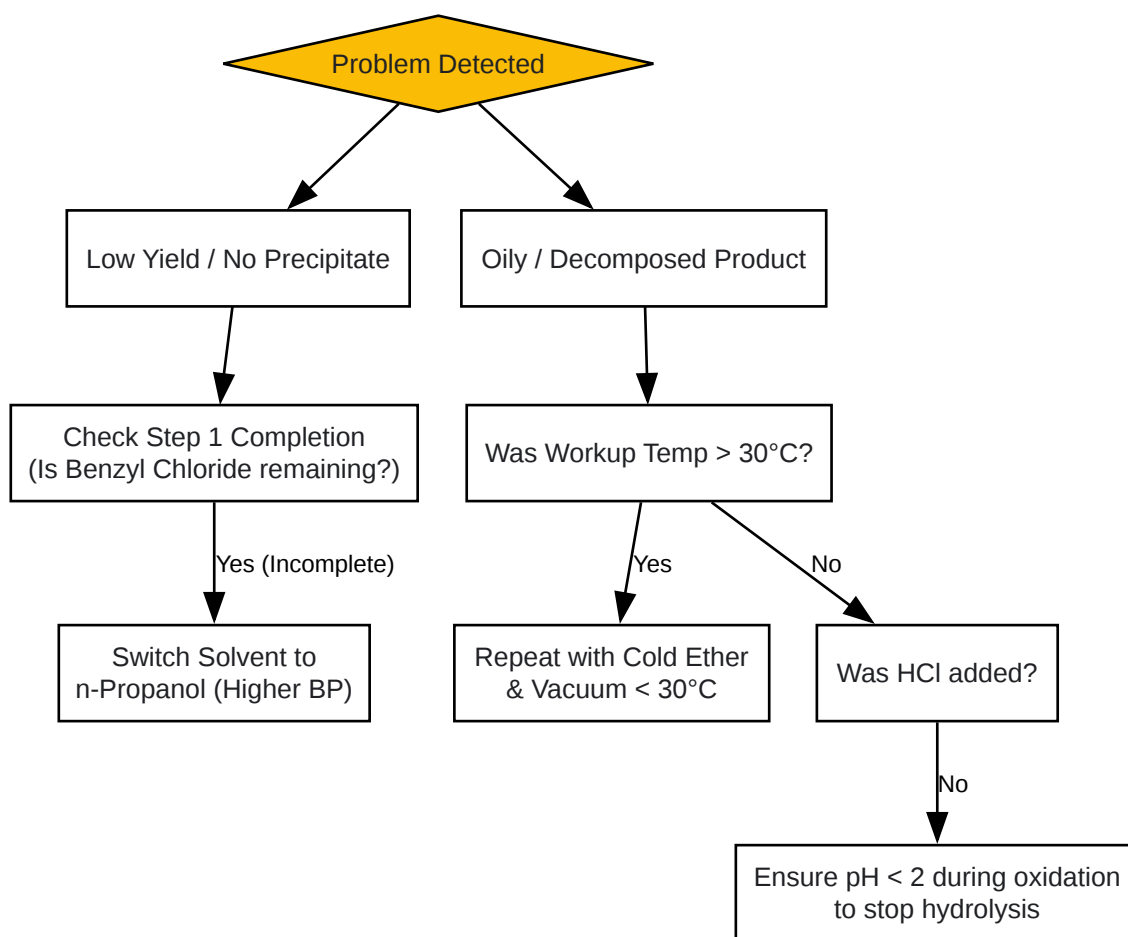 Problem Detected
Low Yield / No Precipitate
Oily / Decomposed Product
Check Step 1 Completion
(Is Benzyl Chloride remaining?)
Was Workup Temp > 30°C?
Yes (Incomplete)
Yes
No
Switch Solvent to
n-Propanol (Higher BP)
Repeat with Cold Ether
& Vacuum < 30°C
Was HCl added?
No
Ensure pH < 2 during oxidation
to stop hydrolysis